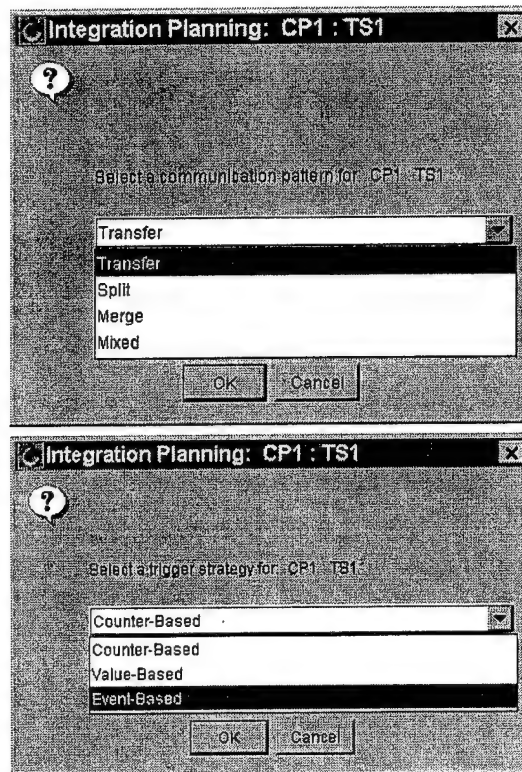 Integration Planning: CP1 : TS1
?
Select a communication pattern for CP1 : TS1
Transfer
Transfer
Split
Merge
Mixed
OK Cancel
Integration Planning: CP1 : TS1
?
Select a trigger strategy for CP1 : TS1
Counter-Based
Counter-Based
Value-Based
Event-Based
OK Cancel